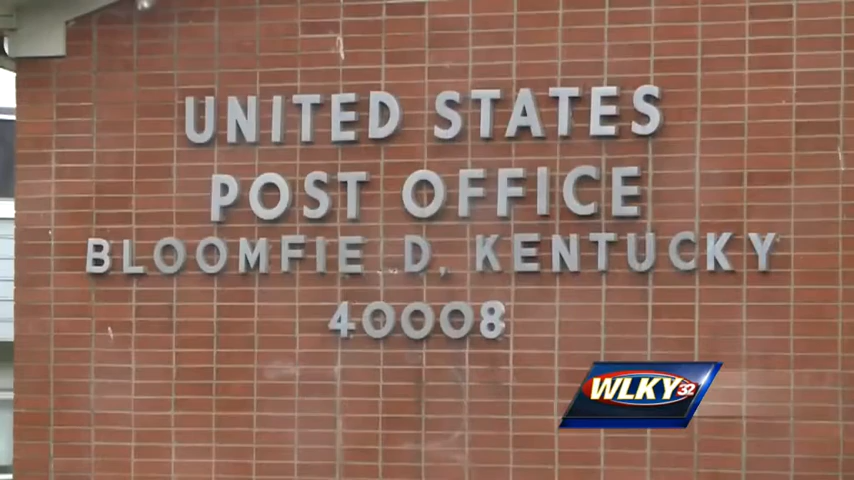 UNITED STATES
POST OFFICE
BLOOMFIE D, KENTUCKY
40008
WLKY 32